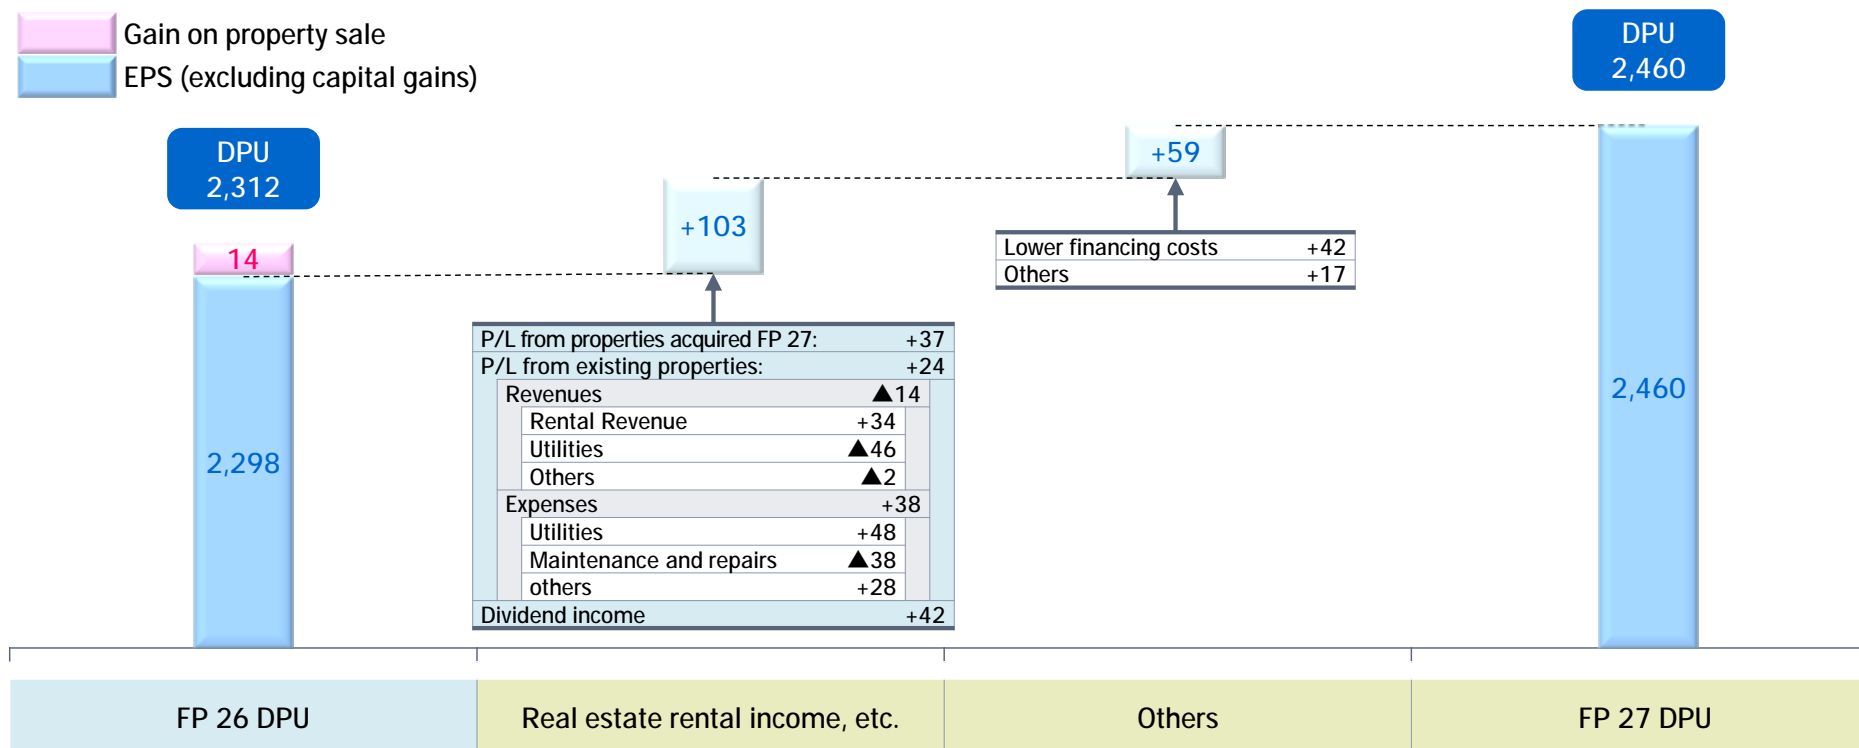 Gain on property sale
EPS (excluding capital gains)
DPU
2,312
14
2,298
+103
P/L from properties acquired FP 27: +37
P/L from existing properties: +24
Revenues ▲14
Rental Revenue +34
Utilities ▲46
Others ▲2
Expenses +38
Utilities +48
Maintenance and repairs ▲38
others +28
Dividend income +42
+59
Lower financing costs +42
Others +17
DPU
2,460
2,460
FP 26 DPU
Real estate rental income, etc.
Others
FP 27 DPU